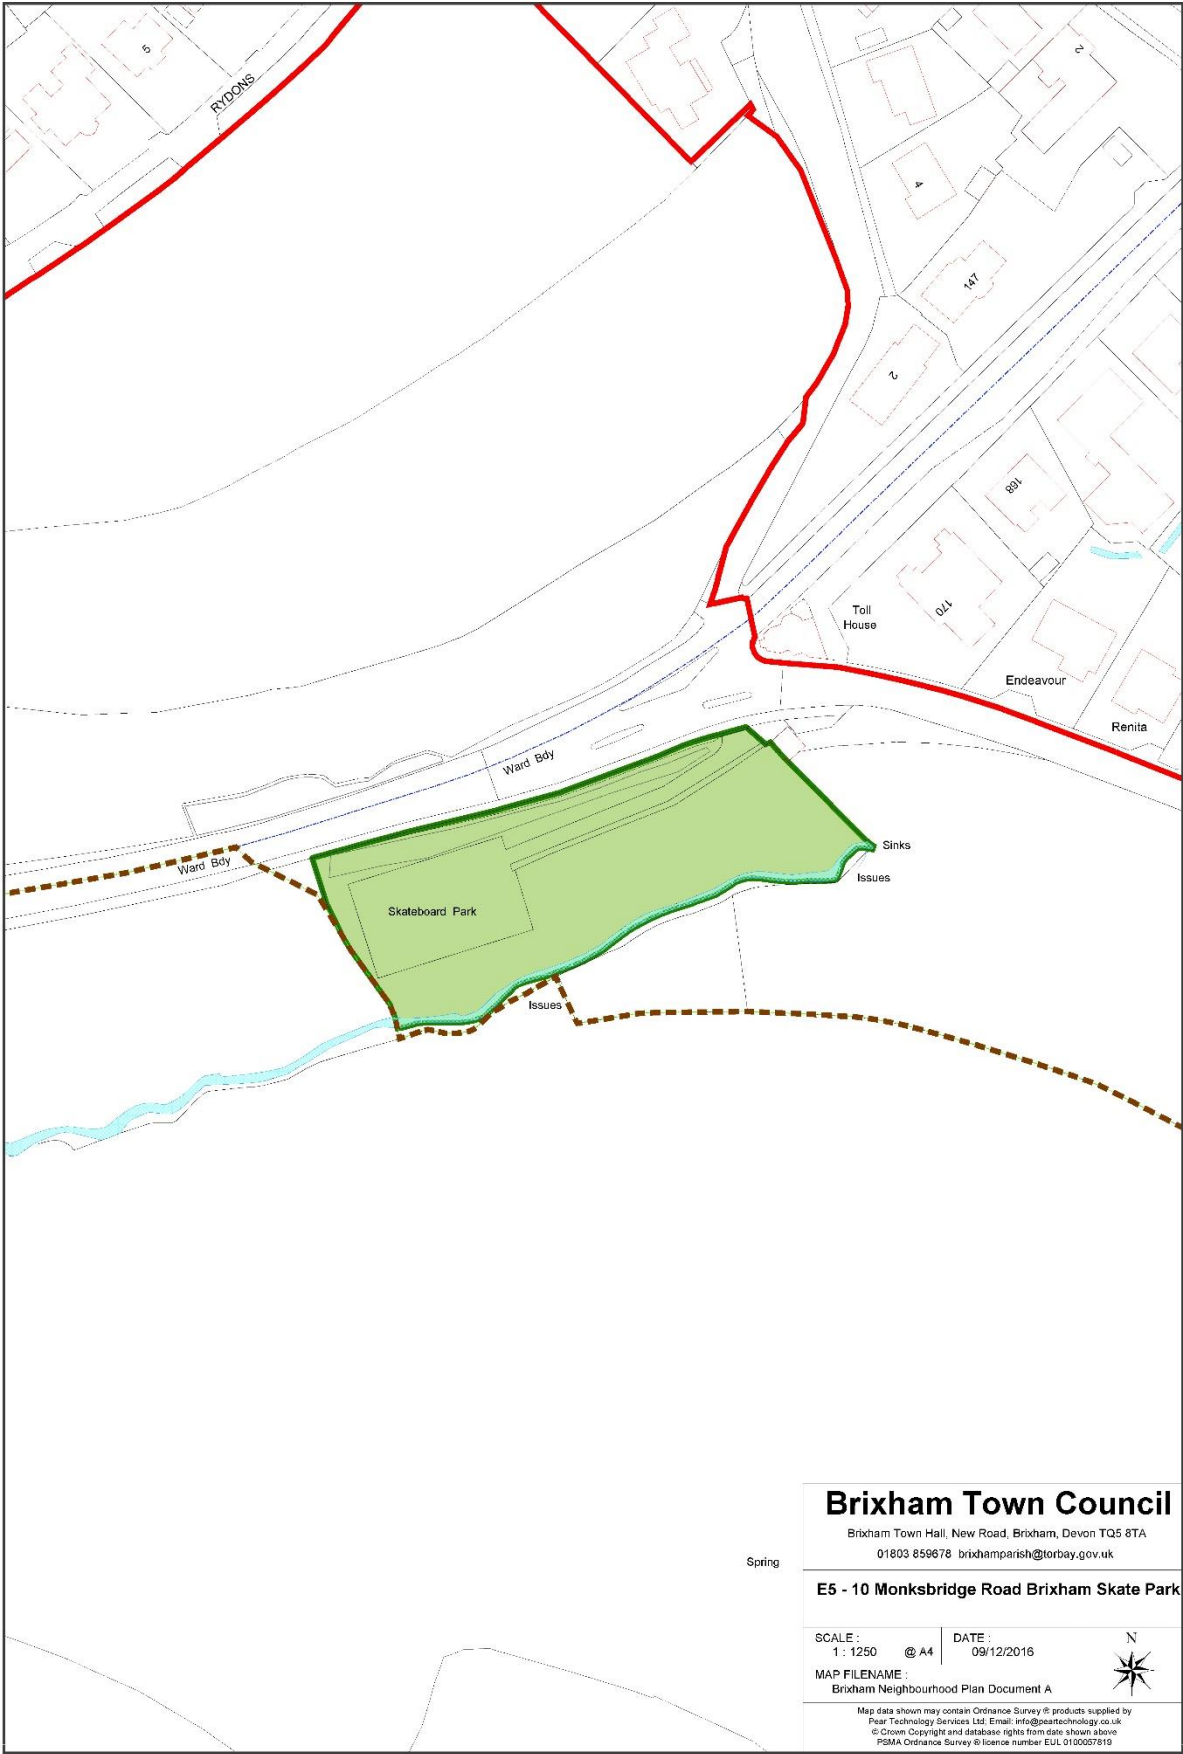 5
RYDONS
2
4
147
2
168
170
Toll
House
Endeavour
Renita
Ward Bdy
Ward Bdy
Sinks
Issues
Skateboard Park
Issues
Spring
Brixham Town Council
Brixham Town Hall, New Road, Brixham, Devon TQ5 8TA
01803 859678 brixhamparish@torbay.gov.uk
E5 - 10 Monksbridge Road Brixham Skate Park
SCALE : DATE :
1 : 1250 @ A4 09/12/2016
N
MAP FILENAME :
Brixham Neighbourhood Plan Document A
Map data shown may contain Ordnance Survey ® products supplied by
Pear Technology Services Ltd; Email: info@peartechnology.co.uk
© Crown Copyright and database rights from date shown above
PSMA Ordnance Survey ® licence number EUL 0100057819